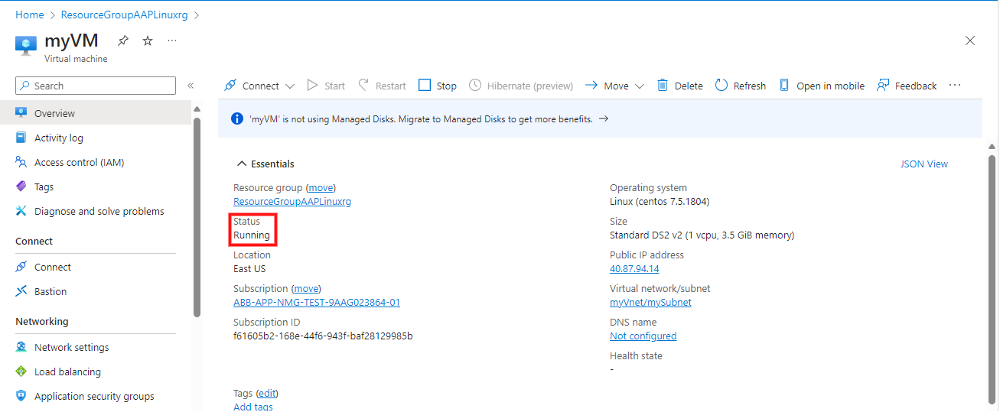 Home > ResourceGroupAAPLinuxrg >
myVM
Virtual machine
Search
Overview
Activity log
Access control (IAM)
Tags
Diagnose and solve problems
Connect
Connect
Bastion
Networking
Network settings
Load balancing
Application security groups
Connect Start Restart Stop Hibernate (preview) Move Delete Refresh Open in mobile Feedback
'myVM' is not using Managed Disks. Migrate to Managed Disks to get more benefits. →
Essentials
JSON View
Resource group (move)
ResourceGroupAAPLinuxrg
Status
Running
Location
East US
Subscription (move)
ABB-APP-NMG-TEST-9AAG023864-01
Subscription ID
f61605b2-168e-44f6-943f-baf28129985b
Operating system
Linux (centos 7.5.1804)
Size
Standard DS2 v2 (1 vcpu, 3.5 GiB memory)
Public IP address
40.87.94.14
Virtual network/subnet
myVnet/mySubnet
DNS name
Not configured
Health state
-
Tags (edit)
Add tags